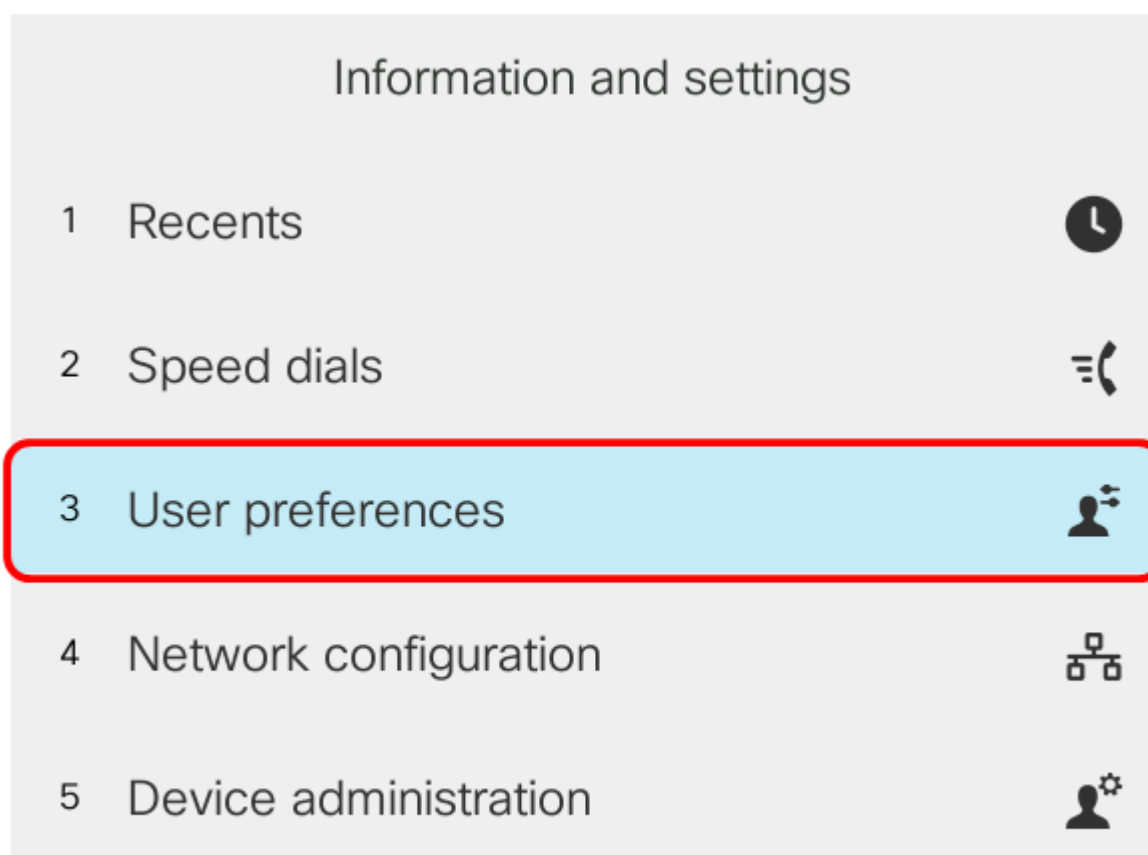 Information and settings
1 Recents
2 Speed dials
3 User preferences
4 Network configuration
5 Device administration